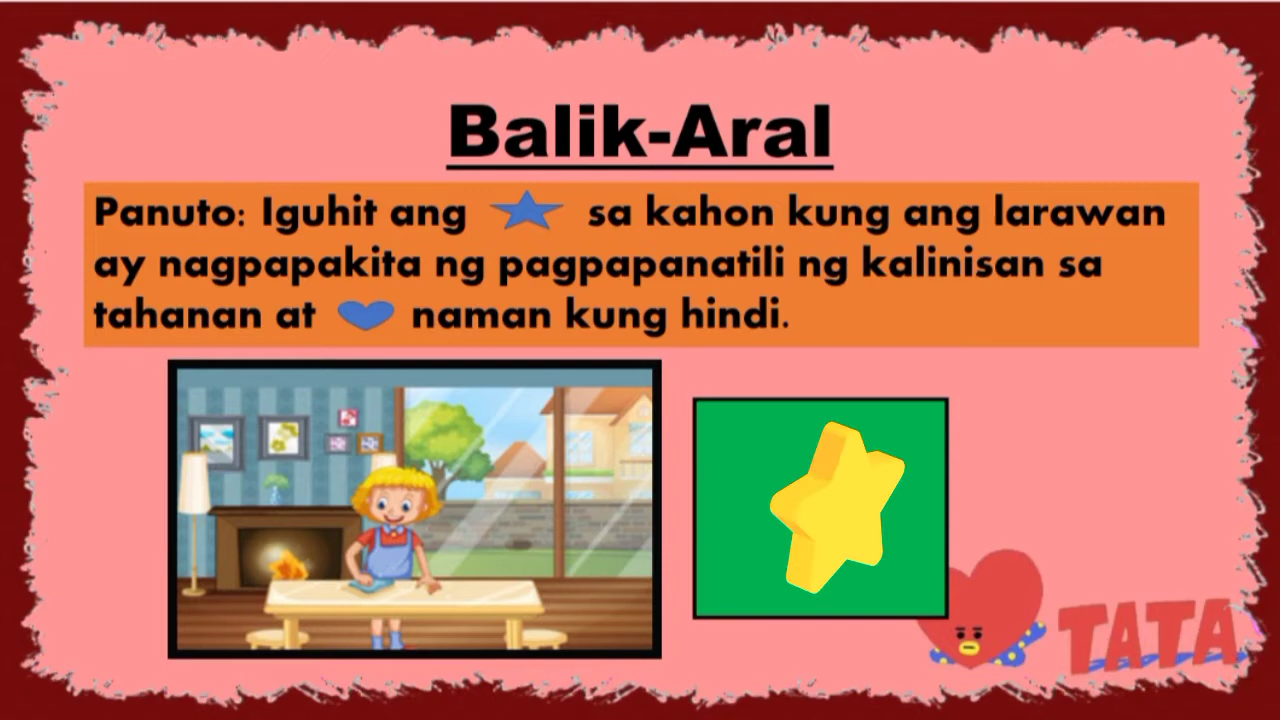 Balik-Aral
Panuto: Iguhit ang sa kahon kung ang larawan
ay nagpapakita ng pagpapanatili ng kalinisan sa
tahanan at naman kung hindi.
TATA